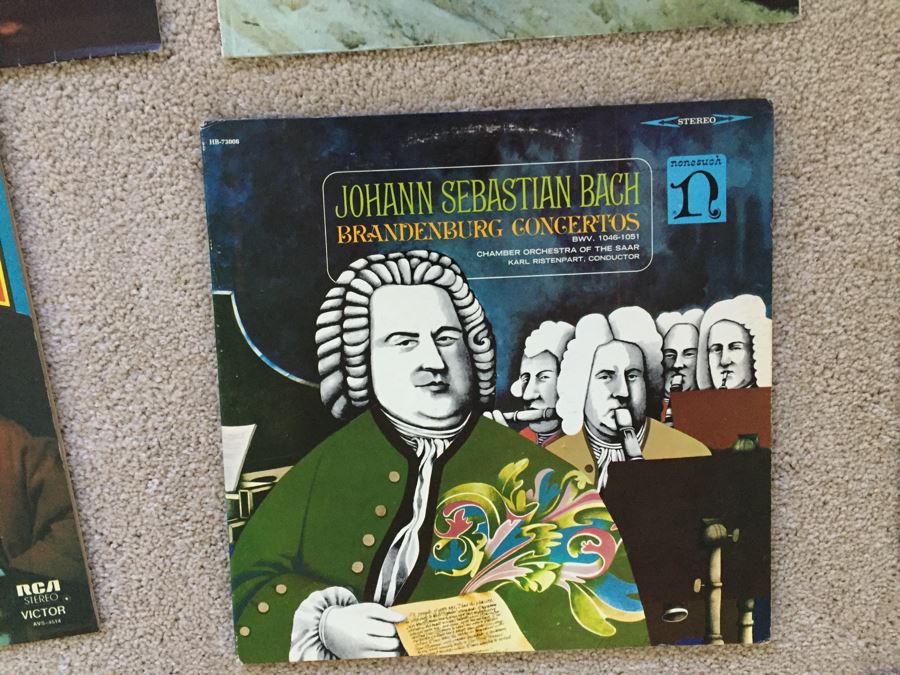 HB-73006
STEREO
nonesuch
n
JOHANN SEBASTIAN BACH
BRANDENBURG CONCERTOS
BWV. 1046-1051
CHAMBER ORCHESTRA OF THE SAAR
KARL RISTENPART, CONDUCTOR
RCA
STEREO
VICTOR